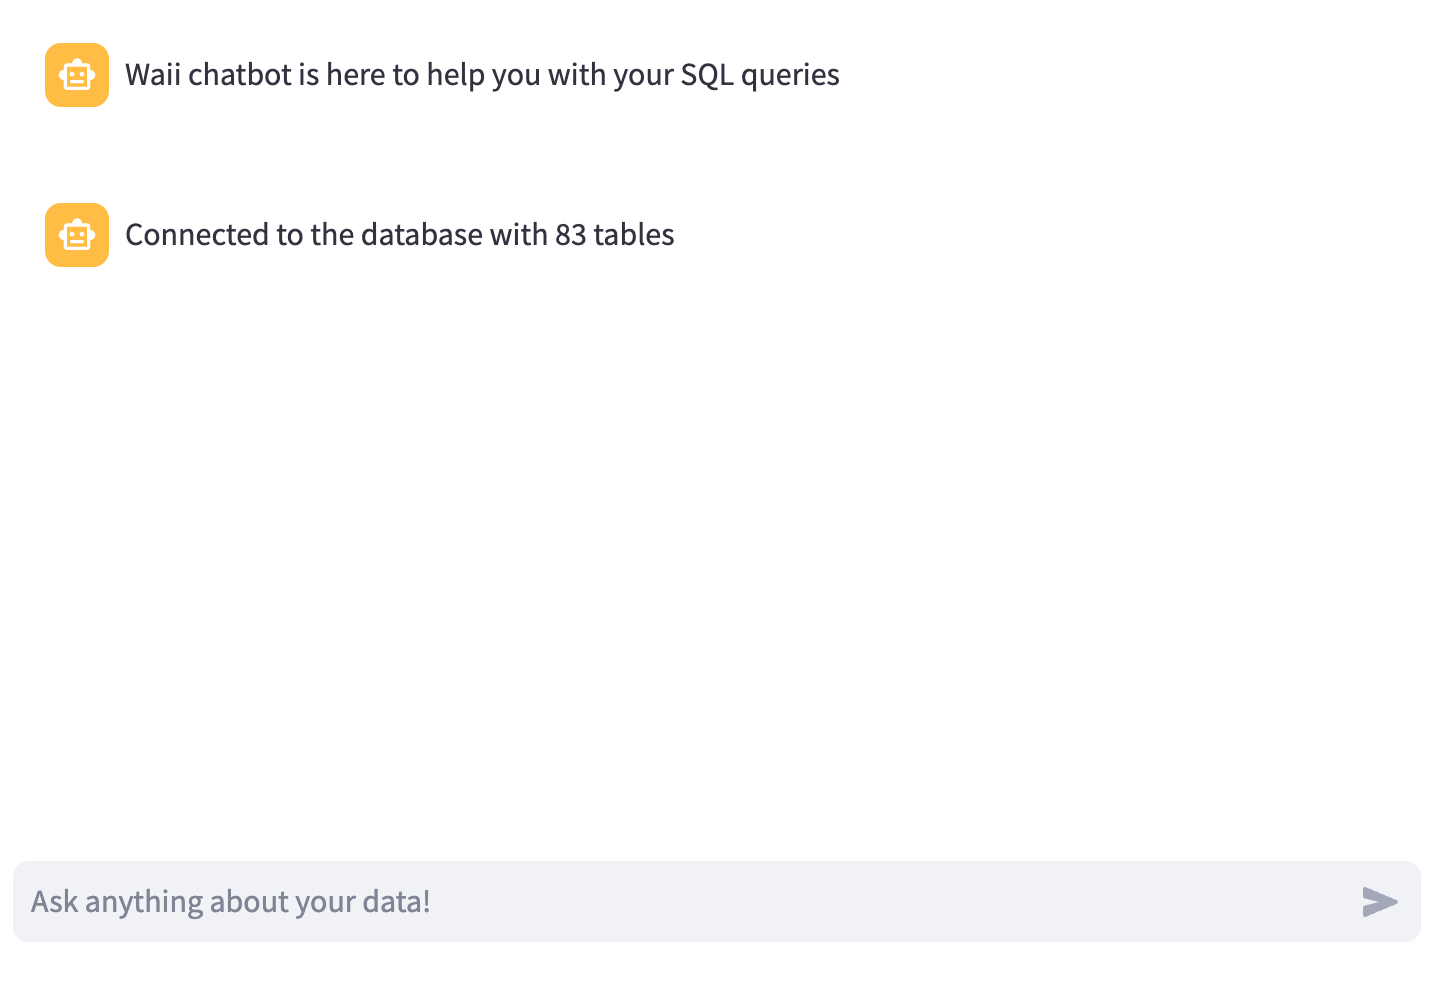 Waii chatbot is here to help you with your SQL queries
Connected to the database with 83 tables
Ask anything about your data!